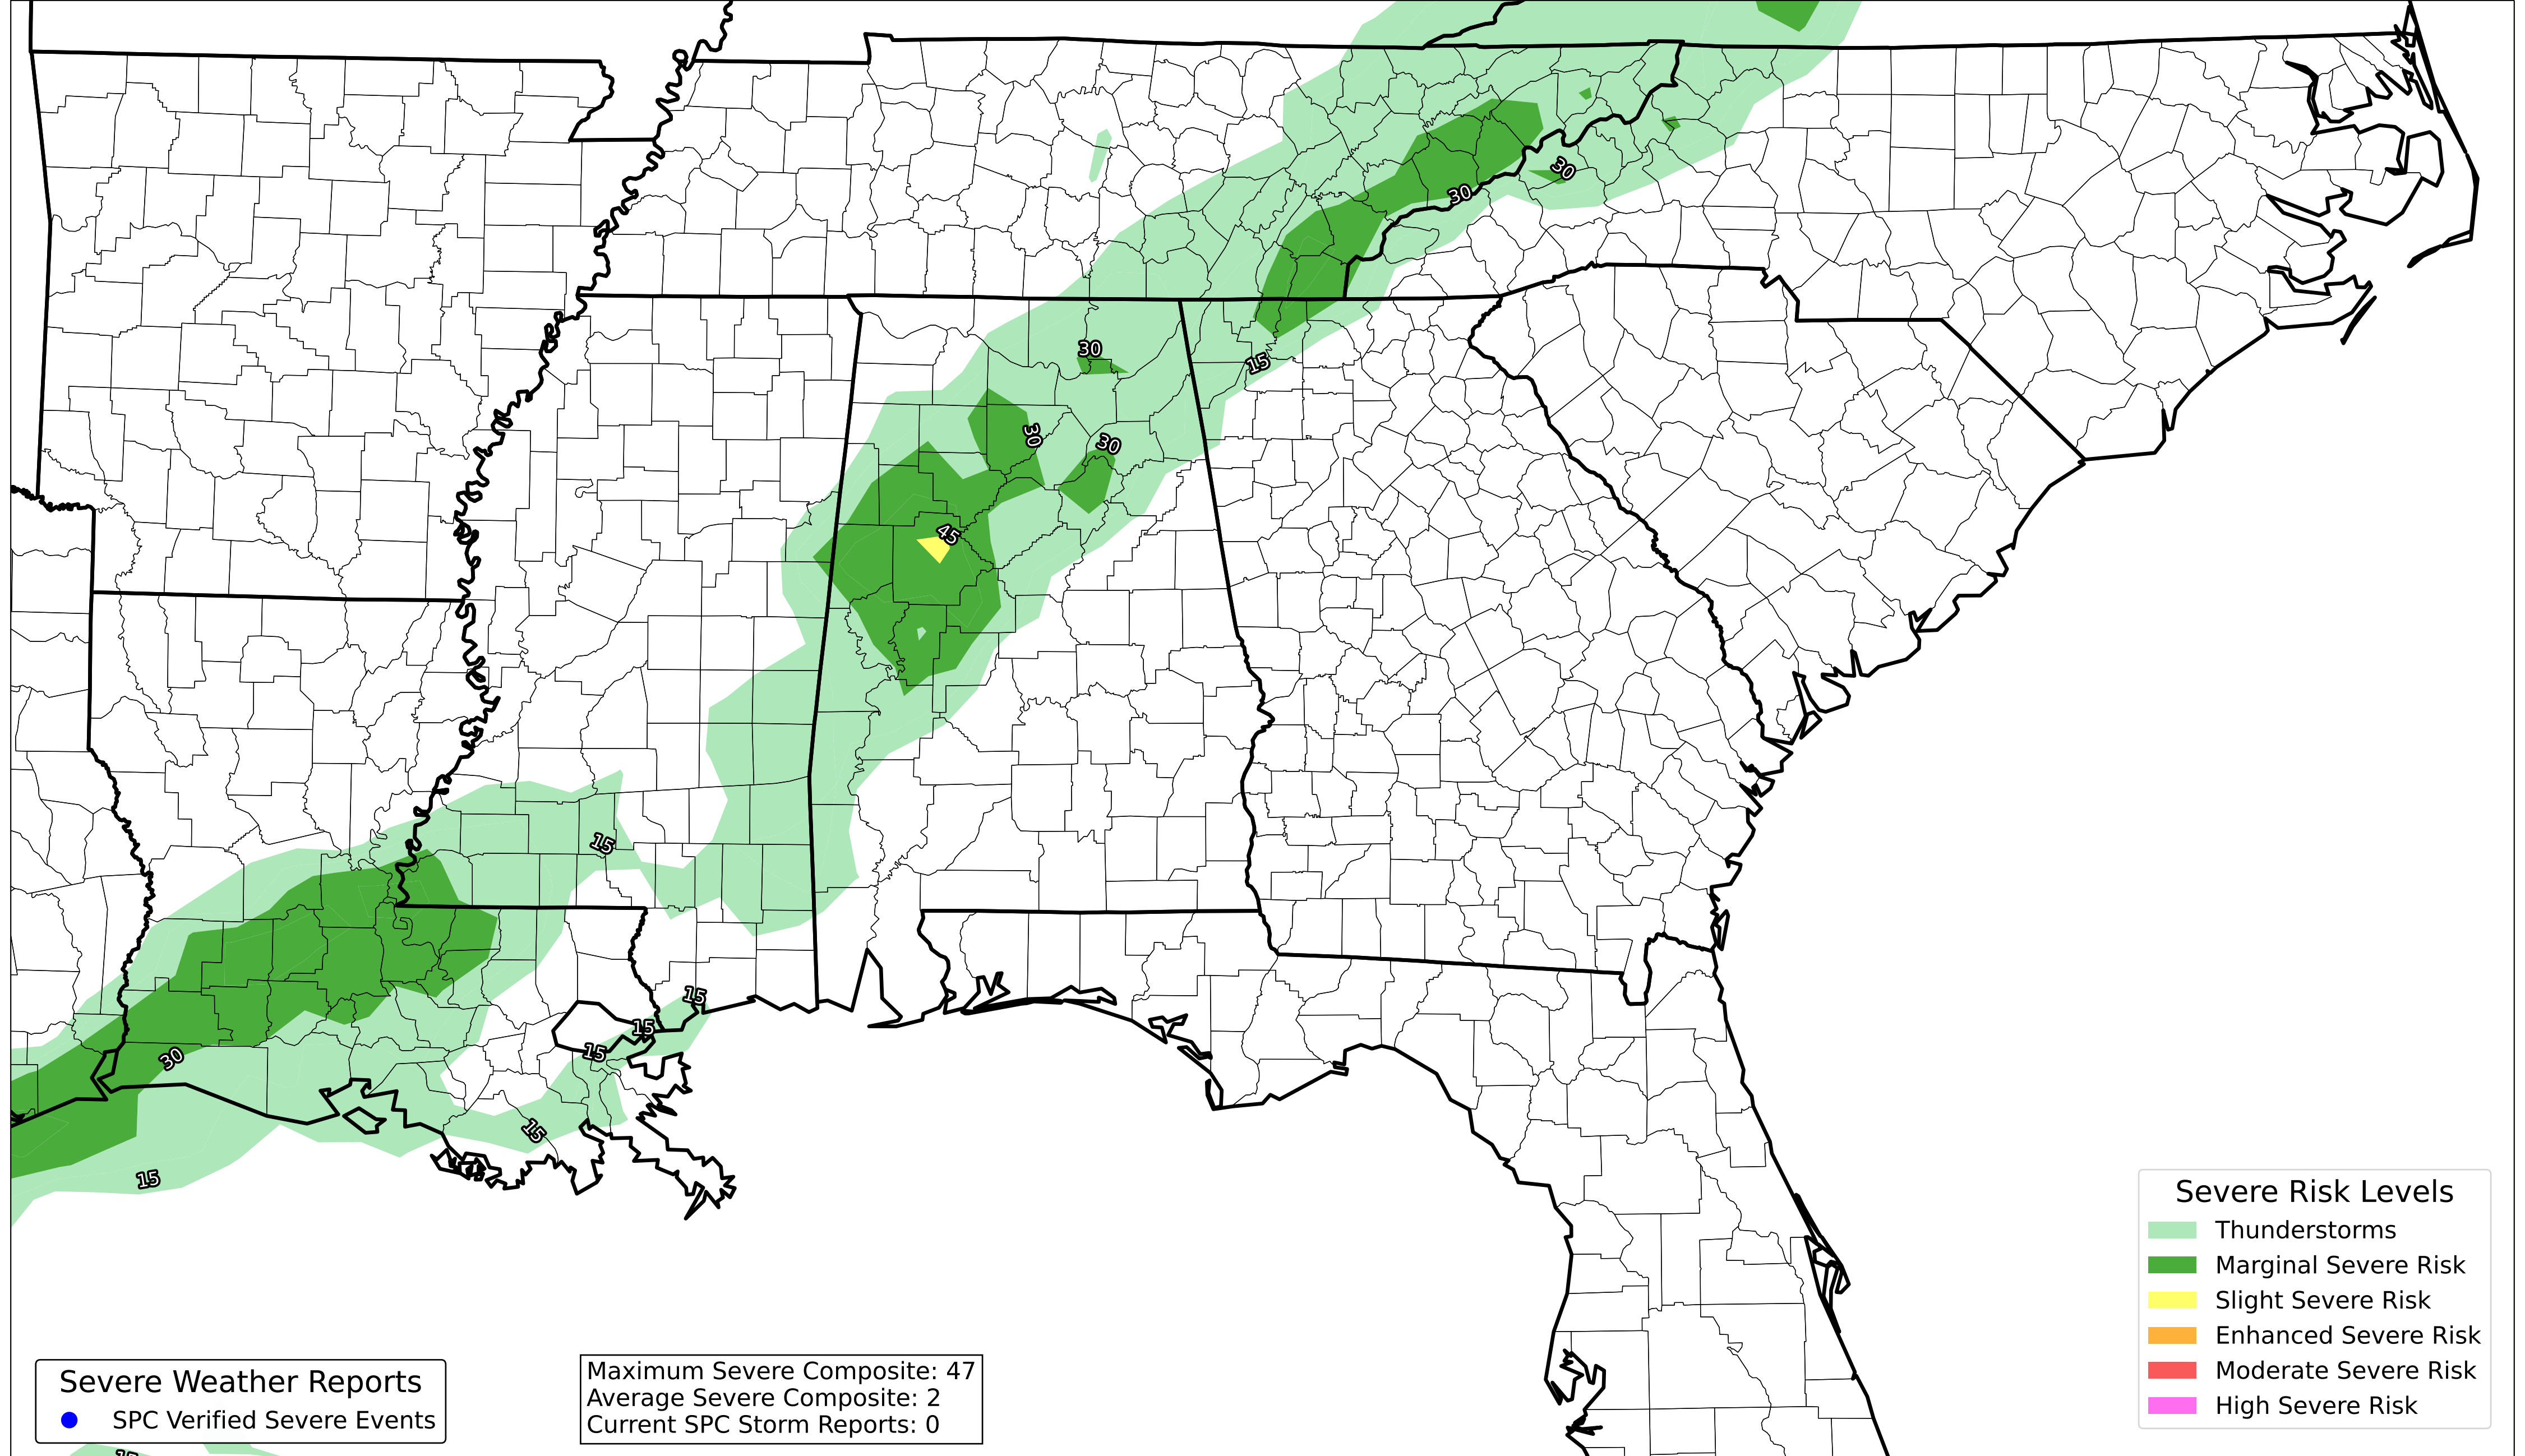 30
30
30
15
30
30
45
15
15
15
30
15
15
15
Severe Risk Levels
Thunderstorms
Marginal Severe Risk
Slight Severe Risk
Enhanced Severe Risk
Moderate Severe Risk
High Severe Risk
Severe Weather Reports
SPC Verified Severe Events
Maximum Severe Composite: 47
Average Severe Composite: 2
Current SPC Storm Reports: 0